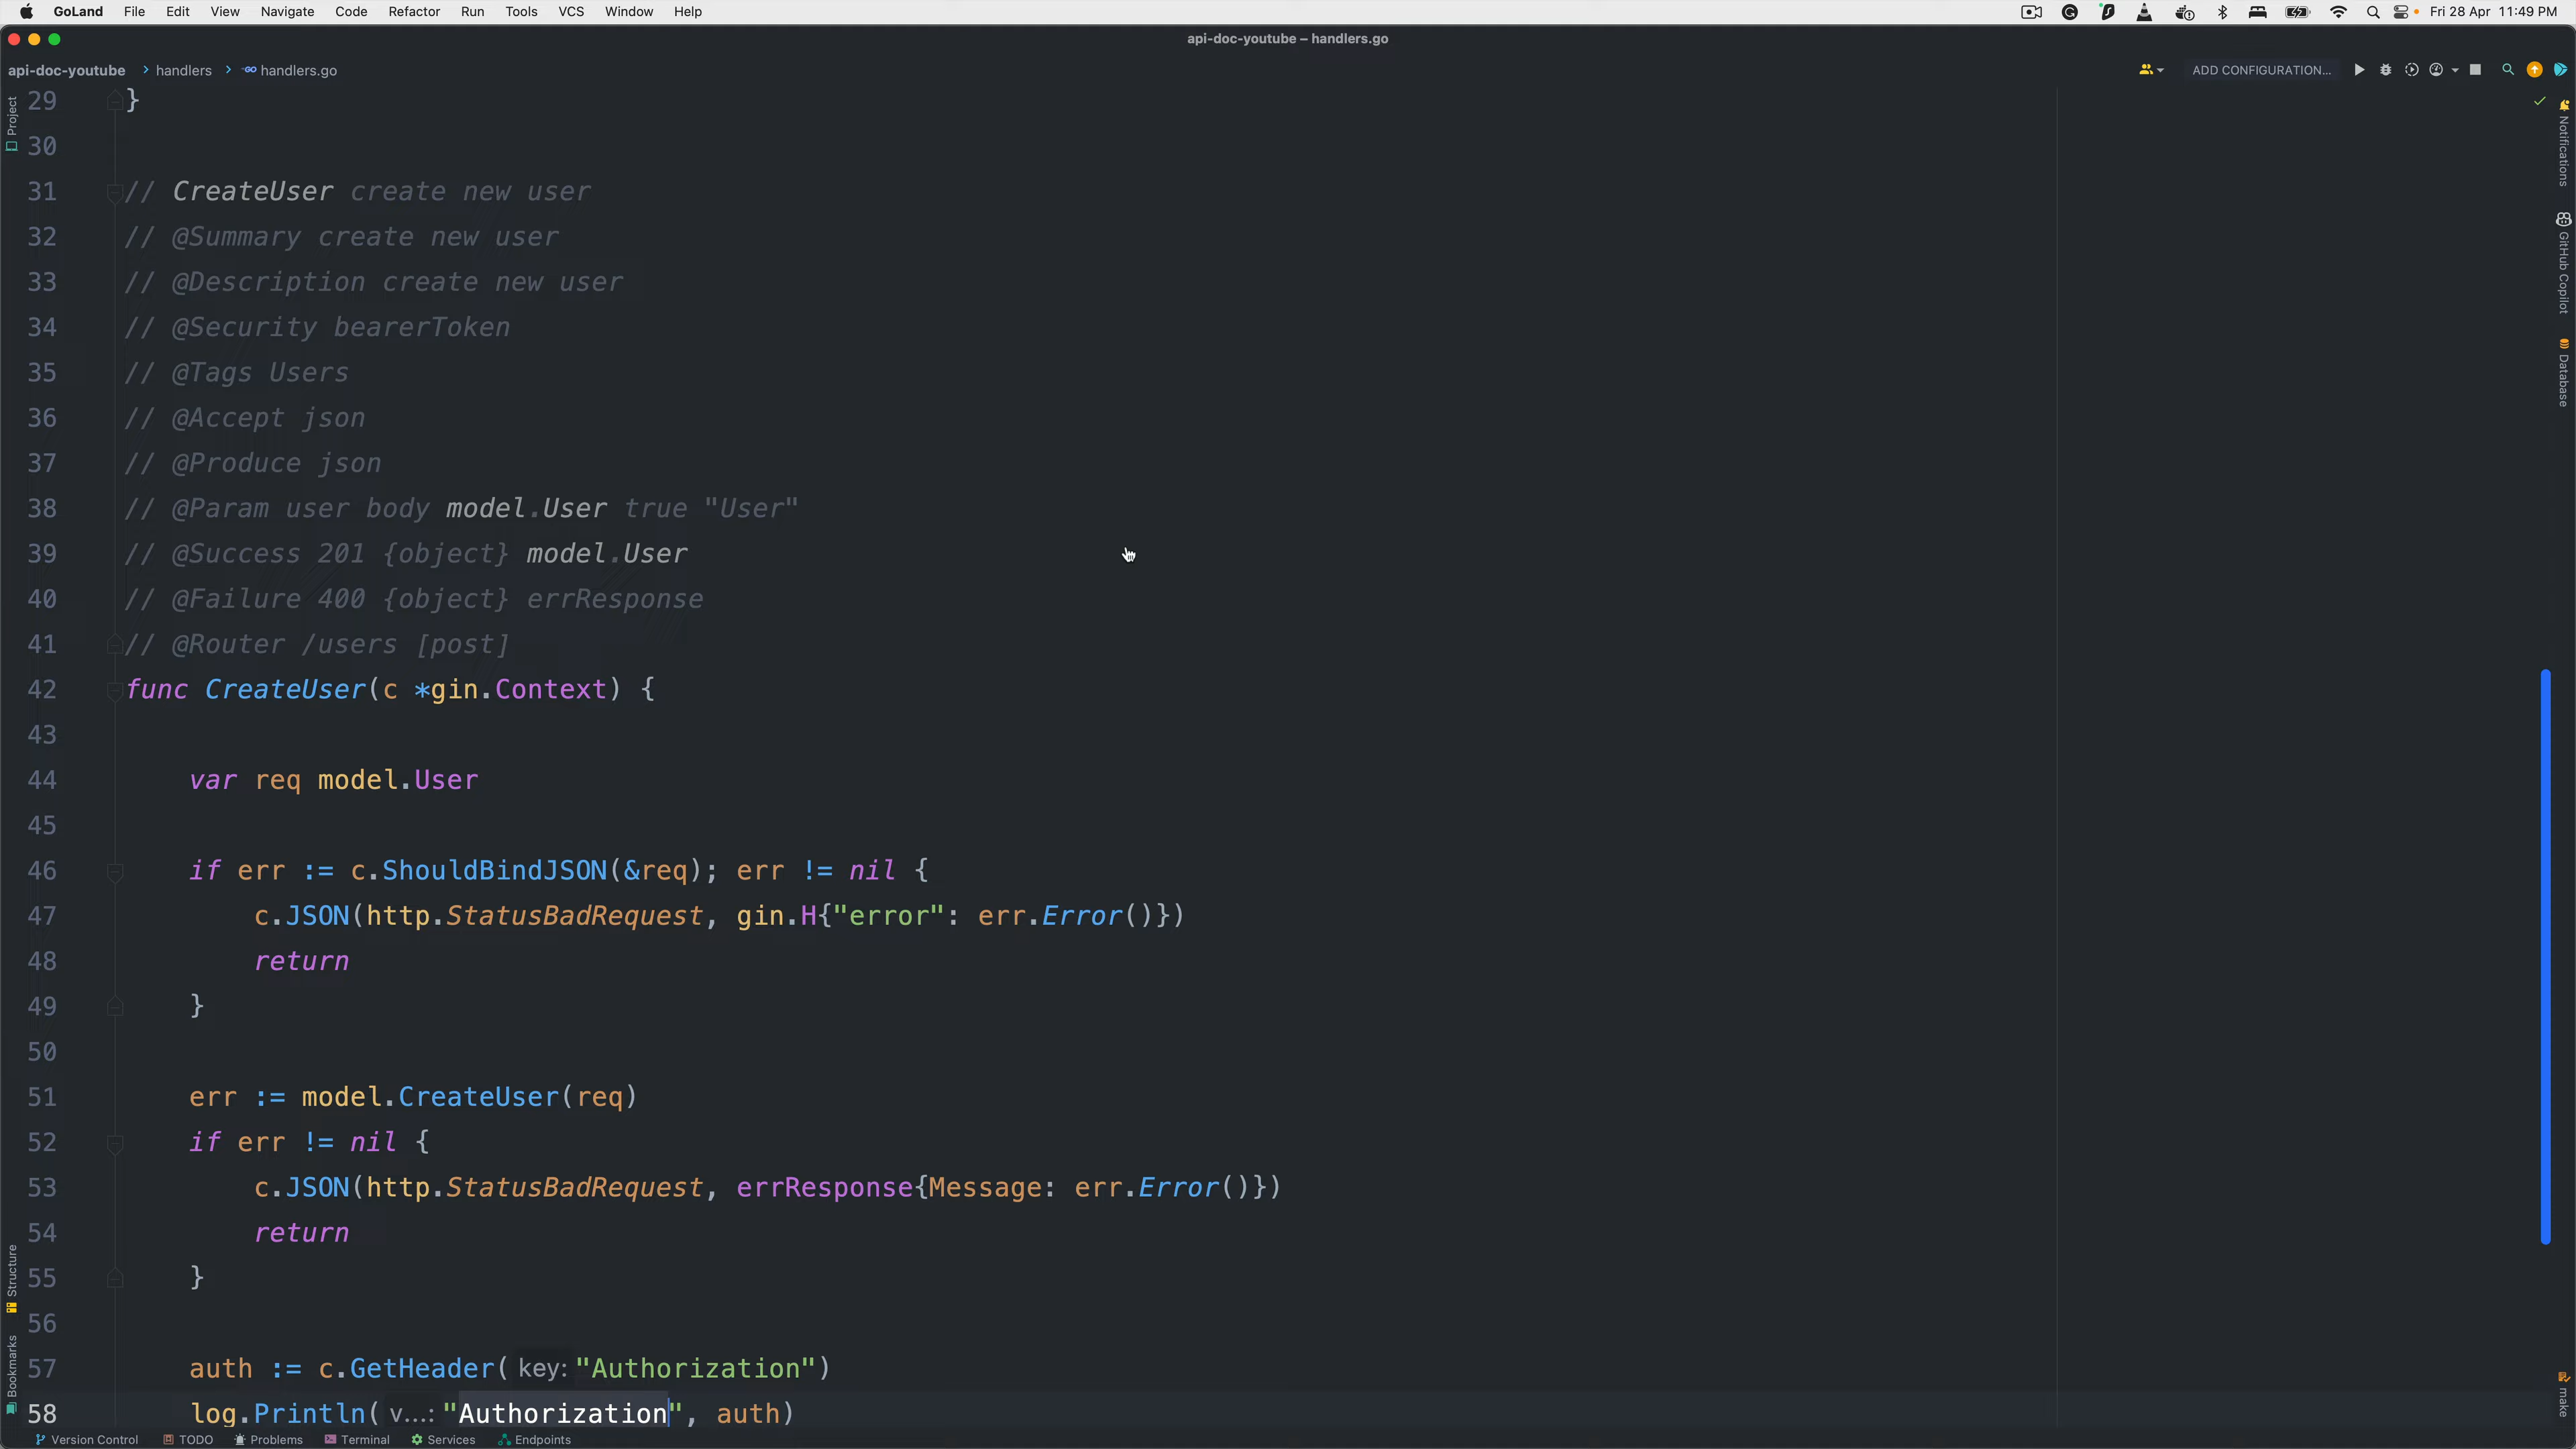 GoLand File Edit View Navigate Code Refactor Run Tools VCS Window Help Fri 28 Apr 11:49 PM
api-doc-youtube – handlers.go
api-doc-youtube handlers handlers.go ADD CONFIGURATION...
Project
29 }
30
31 // CreateUser create new user
32 // @Summary create new user
33 // @Description create new user
34 // @Security bearerToken
35 // @Tags Users
36 // @Accept json
37 // @Produce json
38 // @Param user body model.User true "User"
39 // @Success 201 {object} model.User
40 // @Failure 400 {object} errResponse
41 // @Router /users [post]
42 func CreateUser(c *gin.Context) {
43
44 var req model.User
45
46 if err := c.ShouldBindJSON(&req); err != nil {
47 c.JSON(http.StatusBadRequest, gin.H{"error": err.Error()})
48 return
49 }
50
51 err := model.CreateUser(req)
52 if err != nil {
53 c.JSON(http.StatusBadRequest, errResponse{Message: err.Error()})
54 return
55 }
56
57 auth := c.GetHeader( key: "Authorization")
58 log.Println( v...: "Authorization", auth)
Structure
Bookmarks
Notifications
GitHub Copilot
Database
make
Version Control TODO Problems Terminal Services Endpoints